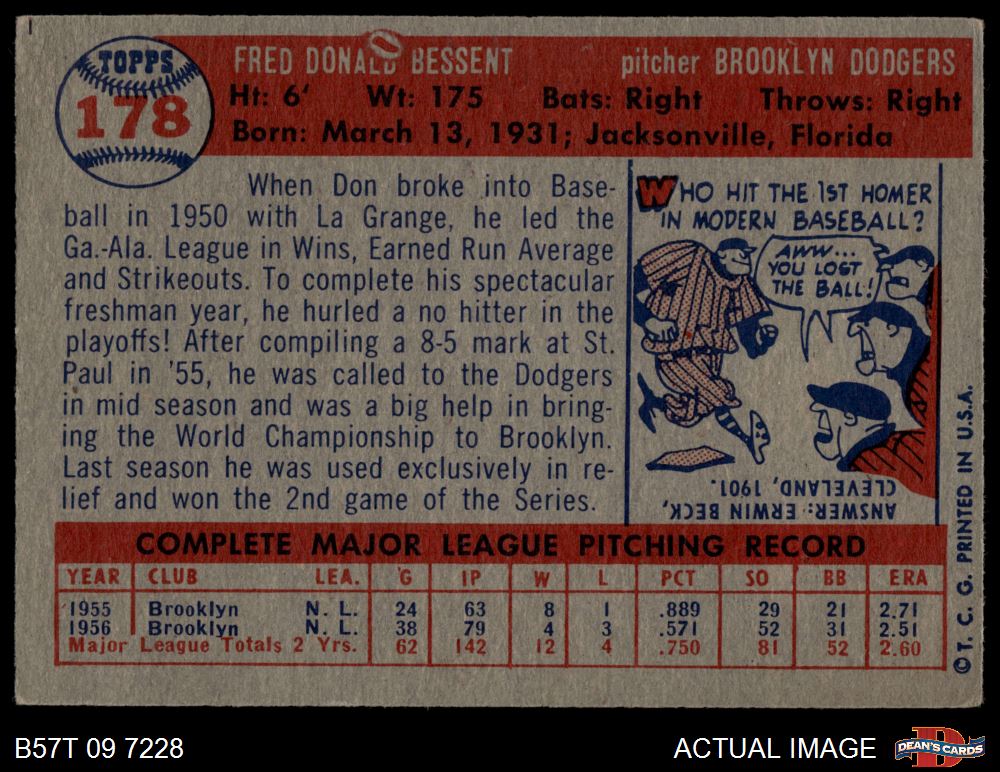 TOPPS
178
FRED DONALD BESSENT pitcher BROOKLYN DODGERS
Ht: 6' Wt: 175 Bats: Right Throws: Right
Born: March 13, 1931; Jacksonville, Florida
When Don broke into Base-
ball in 1950 with La Grange, he led the
Ga.-Ala. League in Wins, Earned Run Average
and Strikeouts. To complete his spectacular
freshman year, he hurled a no hitter in the
playoffs! After compiling a 8-5 mark at St.
Paul in '55, he was called to the Dodgers
in mid season and was a big help in bring-
ing the World Championship to Brooklyn.
Last season he was used exclusively in re-
lief and won the 2nd game of the Series.
WHO HIT THE 1ST HOMER
IN MODERN BASEBALL?
AWW...
YOU LOST
THE BALL!
ANSWER: ERWIN BECK,
CLEVELAND, 1901.
COMPLETE MAJOR LEAGUE PITCHING RECORD
YEAR CLUB LEA. G IP W L PCT SO BB ERA
1955 Brooklyn N. L. 24 63 8 1 .889 29 21 2.71
1956 Brooklyn N. L. 38 79 4 3 .571 52 31 2.51
Major League Totals 2 Yrs. 62 142 12 4 .750 81 52 2.60
©T. C. G. PRINTED IN U.S.A.
B57T 09 7228
ACTUAL IMAGE
DEAN'S CARDS